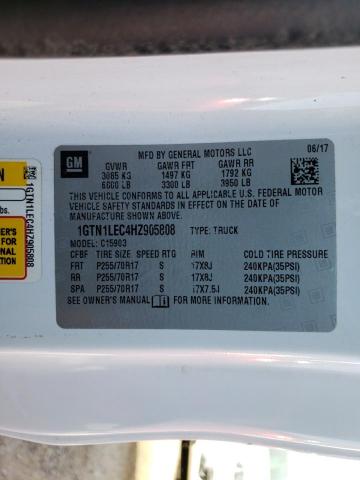 GM
MFD BY GENERAL MOTORS LLC
06/17
GVWR GAWR FRT GAWR RR
3085 KG 1497 KG 1792 KG
6800 LB 3300 LB 3950 LB
THIS VEHICLE CONFORMS TO ALL APPLICABLE U.S. FEDERAL MOTOR
VEHICLE SAFETY STANDARDS IN EFFECT ON THE DATE OF
MANUFACTURE SHOWN ABOVE.
1GTN1LEC4HZ905808 TYPE: TRUCK
MODEL: C15903
TIRE SIZE SPEED RTG RIM COLD TIRE PRESSURE
FRT P255/70R17 S 17X8J 240KPA(35PSI)
RR P255/70R17 S 17X8J 240KPA(35PSI)
SPA P255/70R17 S 17X7.5J 240KPA(35PSI)
SEE OWNER'S MANUAL FOR MORE INFORMATION.
1GTN1LEC4HZ905808
N
lbs.